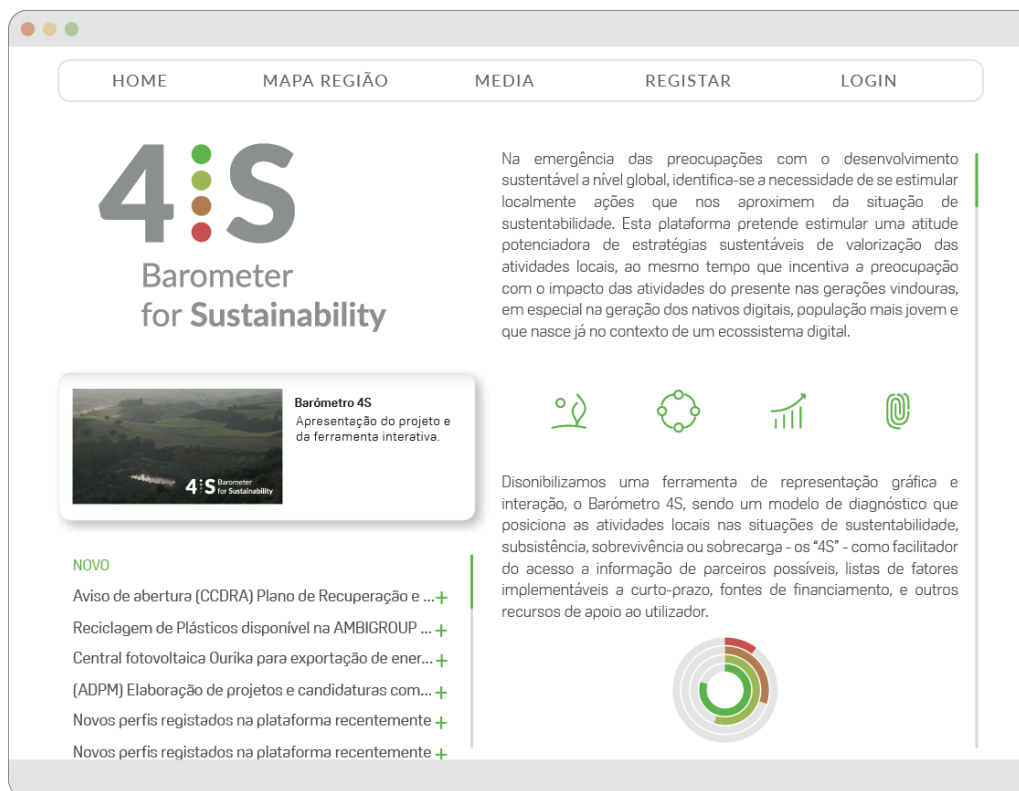 HOME MAPA REGIÃO MEDIA REGISTAR LOGIN
4 S
Barometer
for Sustainability
Barómetro 4S
Apresentação do projeto e
da ferramenta interativa.
4 S Barometer
for Sustainability
NOVO
Aviso de abertura (CCDRA) Plano de Recuperação e ...+
Reciclagem de Plásticos disponível na AMBIGROUP ...+
Central fotovoltaica Ourika para exportação de ener...+
(ADPM) Elaboração de projetos e candidaturas com...+
Novos perfis registados na plataforma recentemente +
Novos perfis registados na plataforma recentemente +
Na emergência das preocupações com o desenvolvimento
sustentável a nível global, identifica-se a necessidade de se estimular
localmente ações que nos aproximem da situação de
sustentabilidade. Esta plataforma pretende estimular uma atitude
potenciadora de estratégias sustentáveis de valorização das
atividades locais, ao mesmo tempo que incentiva a preocupação
com o impacto das atividades do presente nas gerações vindouras,
em especial na geração dos nativos digitais, população mais jovem e
que nasce já no contexto de um ecossistema digital.
Disonibilizamos uma ferramenta de representação gráfica e
interação, o Barómetro 4S, sendo um modelo de diagnóstico que
posiciona as atividades locais nas situações de sustentabilidade,
subsistência, sobrevivência ou sobrecarga - os “4S” - como facilitador
do acesso a informação de parceiros possíveis, listas de fatores
implementáveis a curto-prazo, fontes de financiamento, e outros
recursos de apoio ao utilizador.